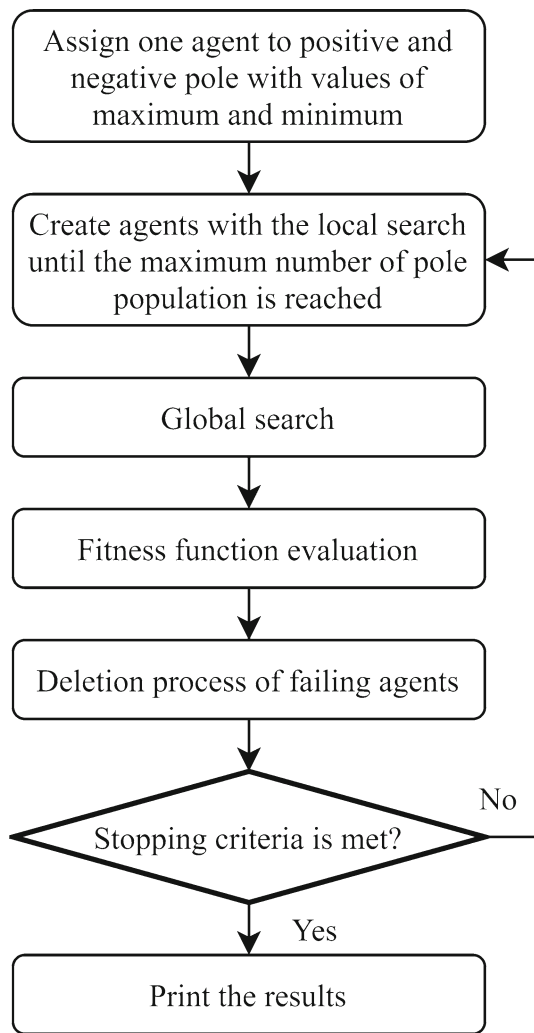 Assign one agent to positive and
negative pole with values of
maximum and minimum
Create agents with the local search
until the maximum number of pole
population is reached
Global search
Fitness function evaluation
Deletion process of failing agents
Stopping criteria is met?
No
Yes
Print the results